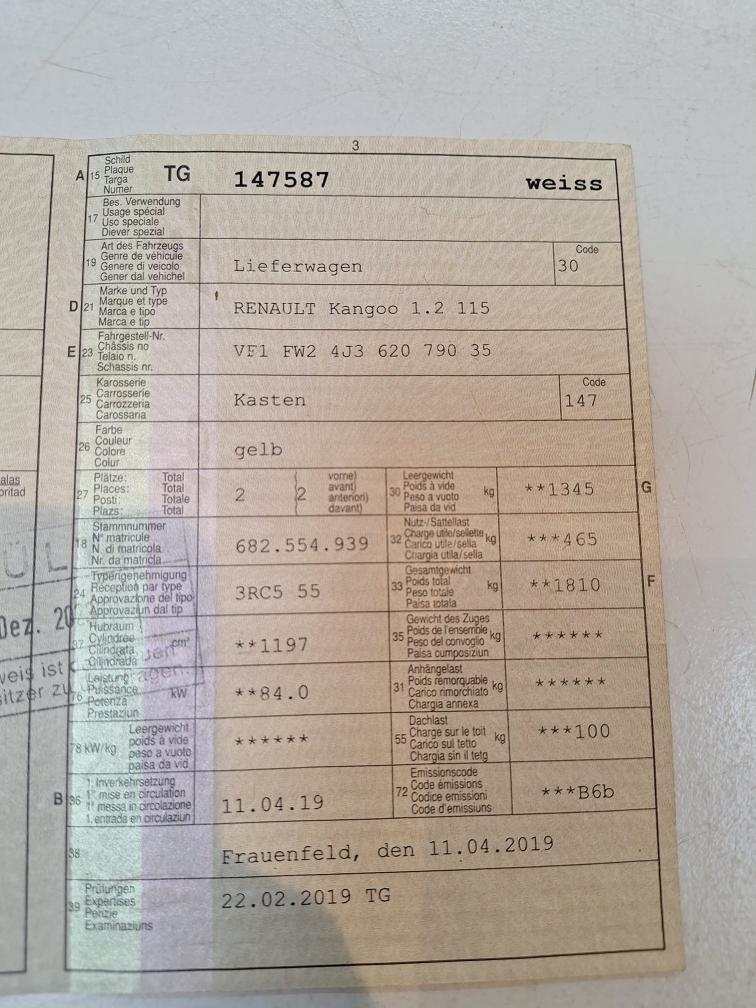 3
A 15 Schild
Plaque
Targa
Numer
TG 147587 weiss
17 Bes. Verwendung
Usage spécial
Uso speciale
Diever spezial
19 Art des Fahrzeugs
Genre de véhicule
Genere di veicolo
Gener dal vehichel
Lieferwagen
Code
30
D 21 Marke und Typ
Marque et type
Marca e tipo
Marca e tip
RENAULT Kangoo 1.2 115
E 23 Fahrgestell-Nr.
Châssis no
Telaio n.
Schassis nr.
VF1 FW2 4J3 620 790 35
25 Karosserie
Carrosserie
Carrozzeria
Carossaria
Kasten
Code
147
26 Farbe
Couleur
Colore
Colur
gelb
27 Plätze: Total
Places: Total
Posti: Totale
Plazs: Total
2 (2 vorne)
avant)
anteriori)
davant)
30 Leergewicht
Poids à vide
Peso a vuoto
Paisa da vid
kg **1345 G
18 Stammnummer
N° matricule
N. di matricola
Nr. da matricla
682.554.939
32 Nutz-/Sattellast
Charge utile/sellette
Carico utile/sella
Chargia utila/sella
kg ***465
24 Typengenehmigung
Réception par type
Approvazione del tipo
Approvaziun dal tip
3RC5 55
33 Gesamtgewicht
Poids total
Peso totale
Paisa totala
kg **1810 F
37 Hubraum
Cylindrée
Cilindrata
Cilindrada
cm³ **1197
35 Gewicht des Zuges
Poids de l'ensemble
Peso del convoglio
Paisa cumposiziun
kg ******
76 Leistung
Puissance
Potenza
Prestaziun
kW **84.0
31 Anhängelast
Poids remorquable
Carico rimorchiato
Chargia annexa
kg ******
78 kW/kg Leergewicht
poids à vide
peso a vuoto
paisa da vid
******
55 Dachlast
Charge sur le toit
Carico sul tetto
Chargia sin il tetg
kg ***100
B 36 1. Inverkehrsetzung
1re mise en circulation
1a messa in circolazione
1. entrada en circulaziun
11.04.19
72 Emissionscode
Code émissions
Codice emissioni
Code d'emissiuns
***B6b
38 Frauenfeld, den 11.04.2019
39 Prüfungen
Expertises
Perizie
Examinaziuns
22.02.2019 TG
alas
oritad
ÜL
Dez. 20
weis ist
sitzer zu